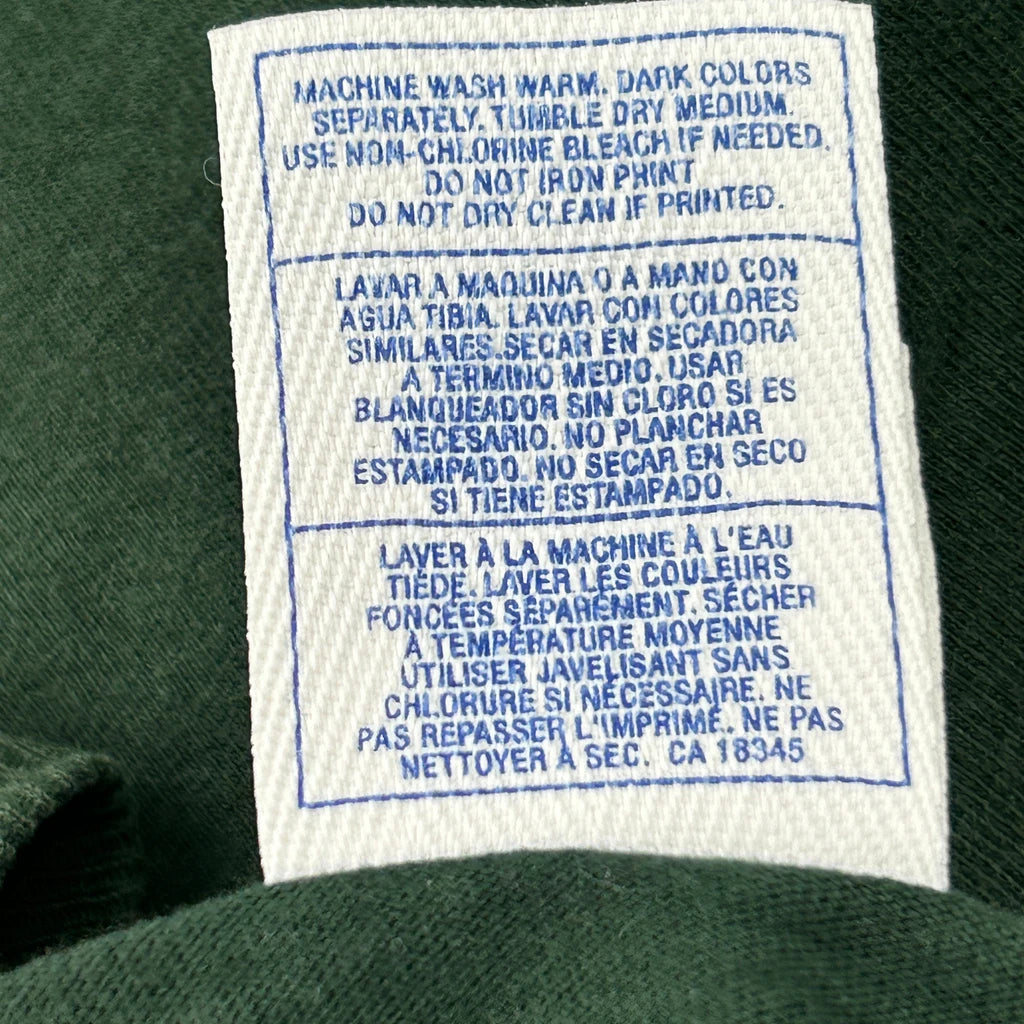 MACHINE WASH WARM. DARK COLORS
SEPARATELY. TUMBLE DRY MEDIUM.
USE NON-CHLORINE BLEACH IF NEEDED.
DO NOT IRON PRINT
DO NOT DRY CLEAN IF PRINTED.
LAVAR A MAQUINA O A MANO CON
AGUA TIBIA. LAVAR CON COLORES
SIMILARES.SECAR EN SECADORA
A TERMINO MEDIO. USAR
BLANQUEADOR SIN CLORO SI ES
NECESARIO. NO PLANCHAR
ESTAMPADO. NO SECAR EN SECO
SI TIENE ESTAMPADO.
LAVER À LA MACHINE À L'EAU
TIÉDE. LAVER LES COULEURS
FONCÉES SÉPARÉMENT. SÉCHER
À TEMPÉRATURE MOYENNE
UTILISER JAVELISANT SANS
CHLORURE SI NÉCESSAIRE. NE
PAS REPASSER L'IMPRIMÉ. NE PAS
NETTOYER À SEC. CA 18345